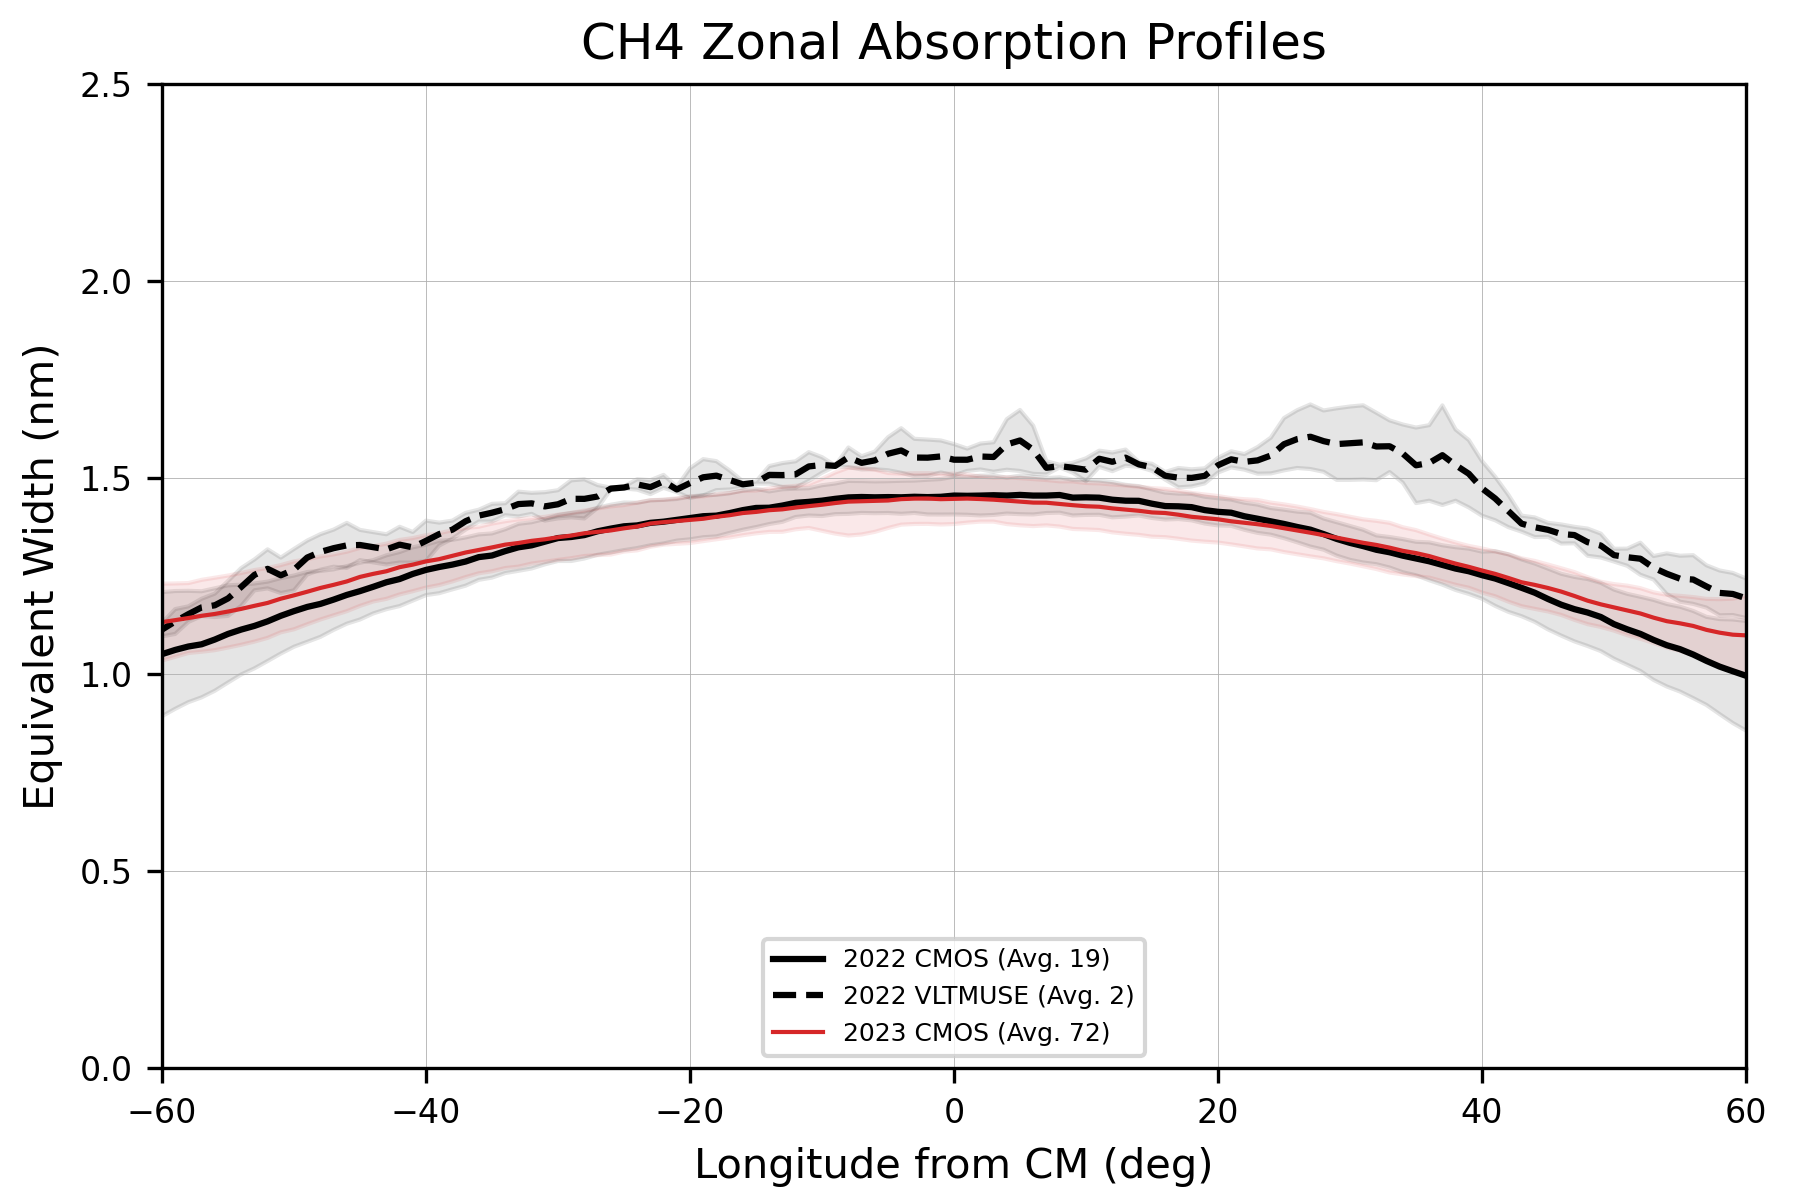 CH4 Zonal Absorption Profiles
2.5
2.0
1.5
1.0
0.5
0.0
Equivalent Width (nm)
2022 CMOS (Avg. 19)
2022 VLTMUSE (Avg. 2)
2023 CMOS (Avg. 72)
−60 −40 −20 0 20 40 60
Longitude from CM (deg)